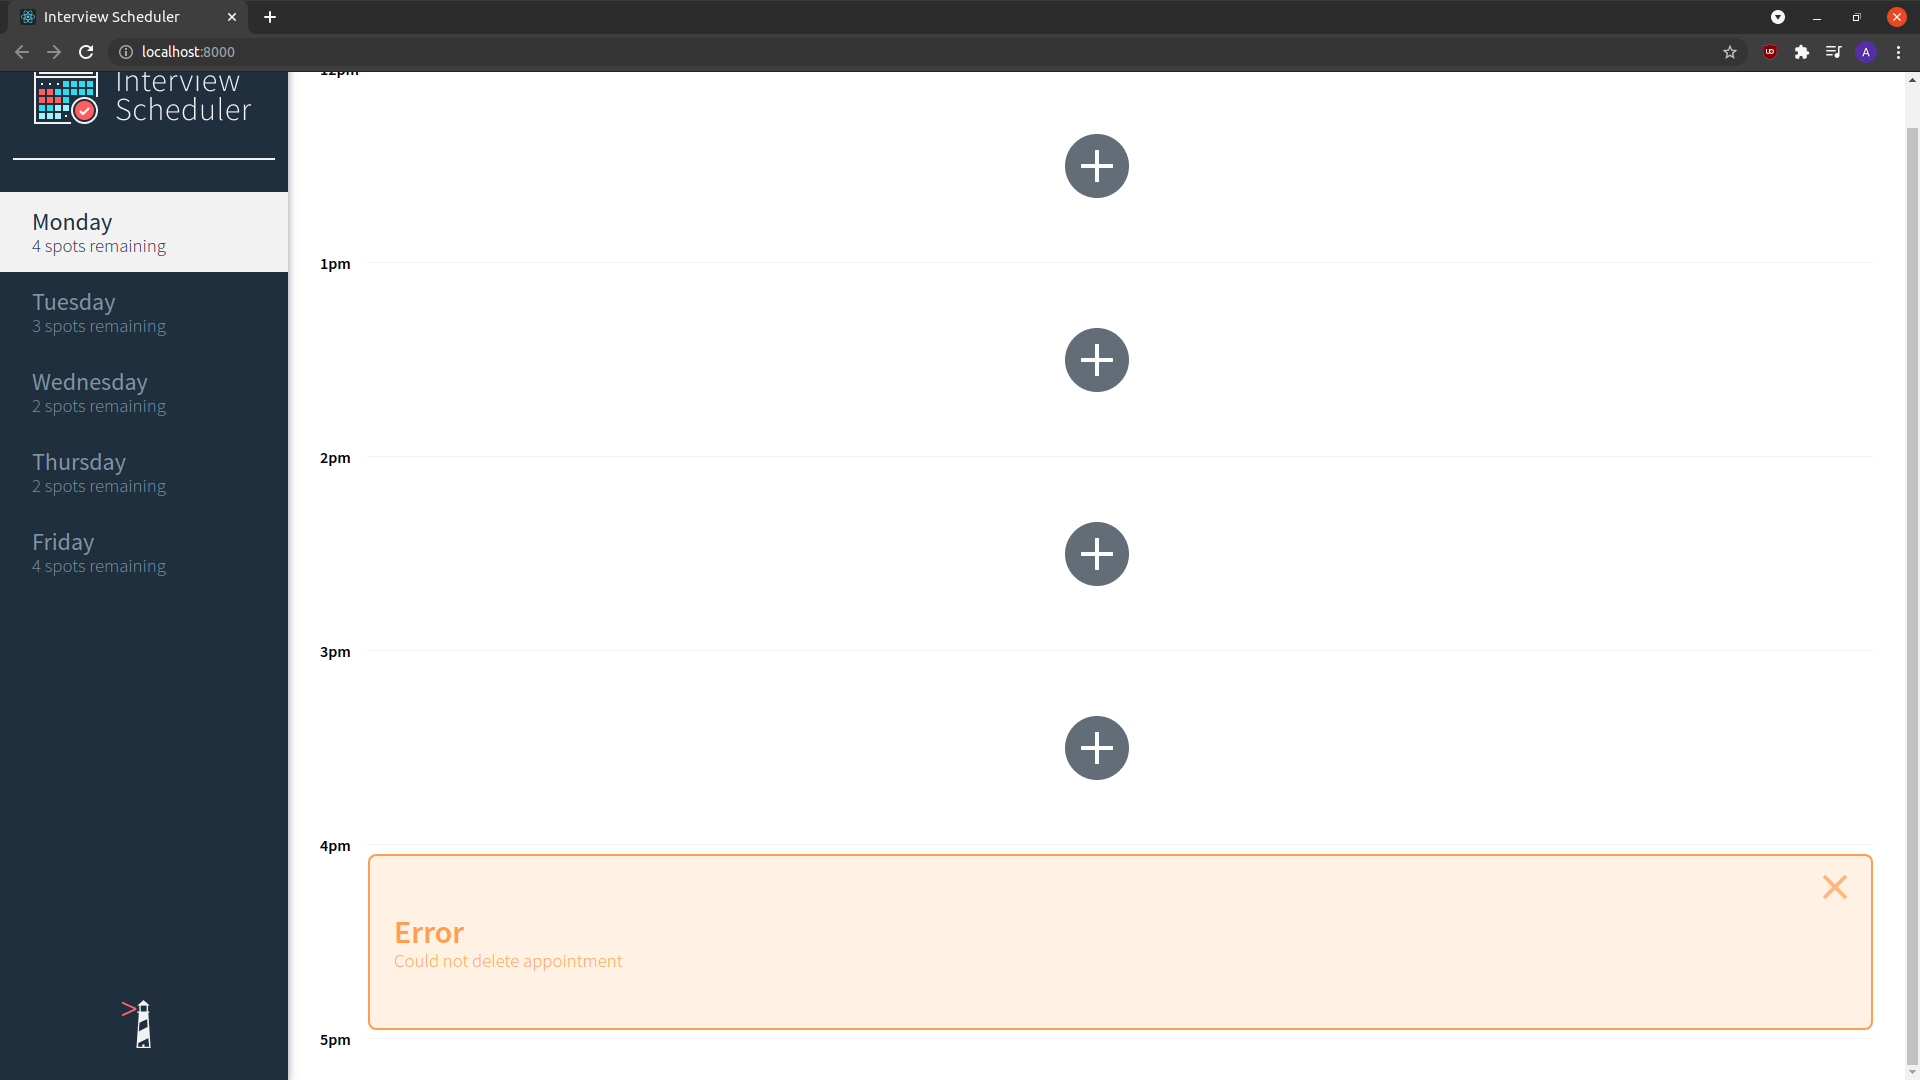 Interview Scheduler
localhost:8000
A
Interview
Scheduler
Monday
4 spots remaining
Tuesday
3 spots remaining
Wednesday
2 spots remaining
Thursday
2 spots remaining
Friday
4 spots remaining
12pm
1pm
2pm
3pm
4pm
Error
Could not delete appointment
5pm